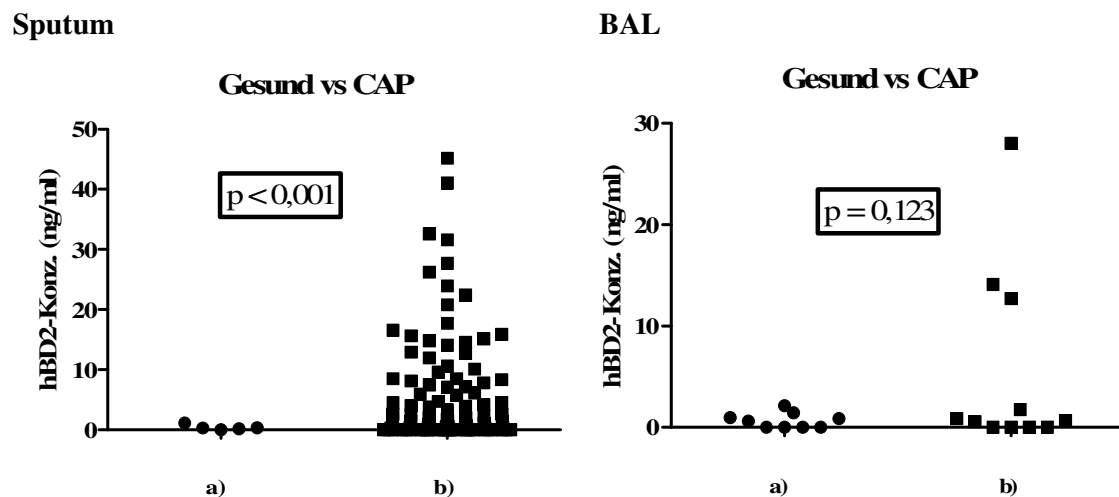 Sputum
Gesund vs CAP
hBD2-Konz. (ng/ml)
50
40
30
20
10
0
p < 0,001
a)
b)
BAL
Gesund vs CAP
hBD2-Konz. (ng/ml)
30
20
10
0
p = 0,123
a)
b)